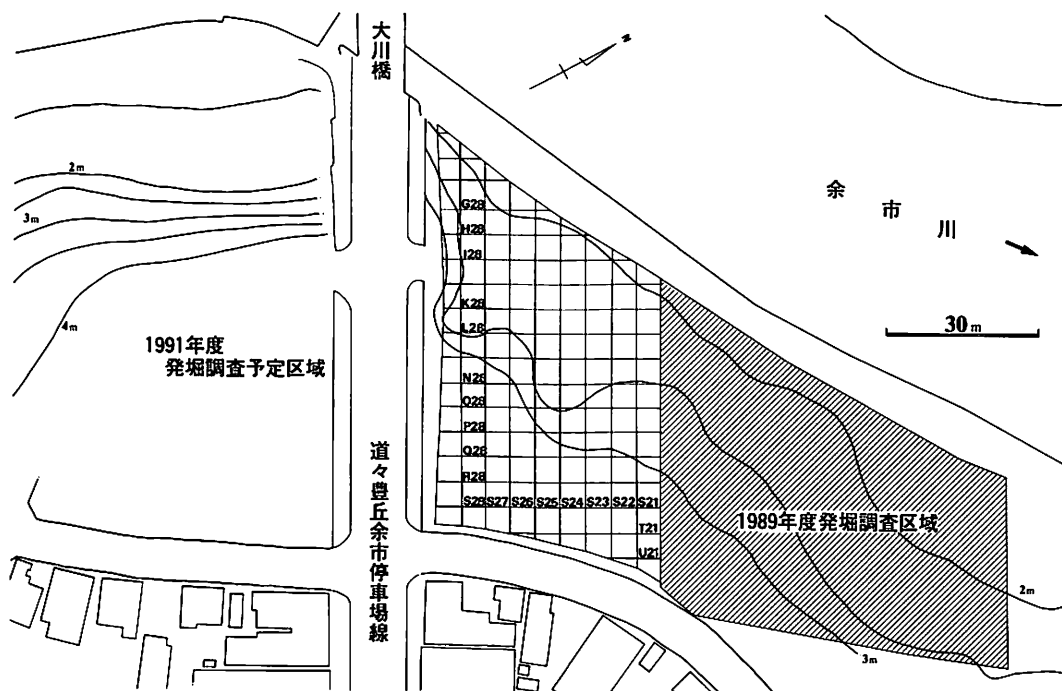 大川橋
N
余市川
2m
3m
4m
30m
1991年度
発掘調査予定区域
G28
H28
I28
K28
L28
N28
O28
P28
Q28
R28
S28 S27 S26 S25 S24 S23 S22 S21
T21
U21
1989年度発掘調査区域
道々豊丘余市停車場線
2m
3m